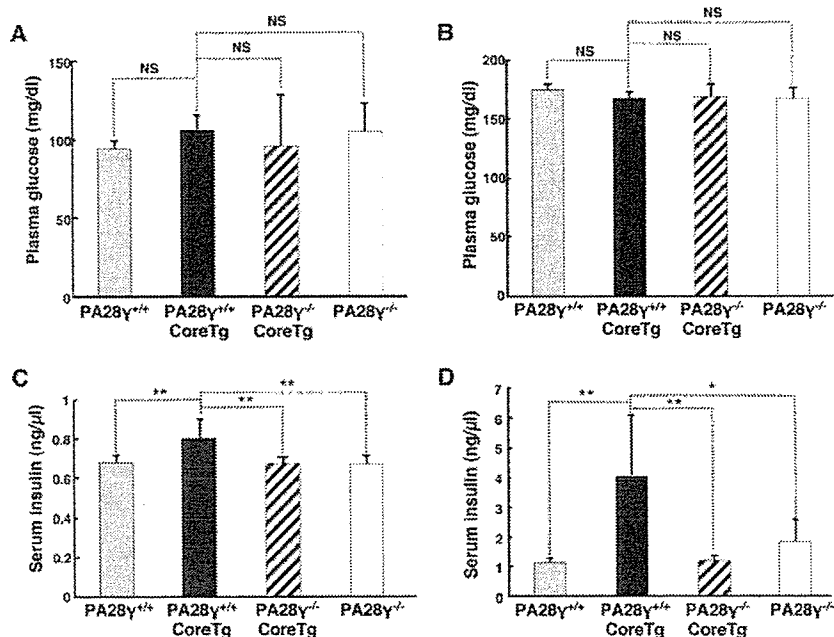 A
NS
NS
NS
Plasma glucose (mg/dl)
150
100
50
0
PA28γ+/+
PA28γ+/+
CoreTg
PA28γ-/-
CoreTg
PA28γ-/-
B
NS
NS
NS
Plasma glucose (mg/dl)
200
150
100
50
0
PA28γ+/+
PA28γ+/+
CoreTg
PA28γ-/-
CoreTg
PA28γ-/-
C
**
**
**
Serum insulin (ng/μl)
1
0.8
0.6
0.4
0.2
0
PA28γ+/+
PA28γ+/+
CoreTg
PA28γ-/-
CoreTg
PA28γ-/-
D
*
**
**
Serum insulin (ng/μl)
7
6
5
4
3
2
1
0
PA28γ+/+
PA28γ+/+
CoreTg
PA28γ-/-
CoreTg
PA28γ-/-